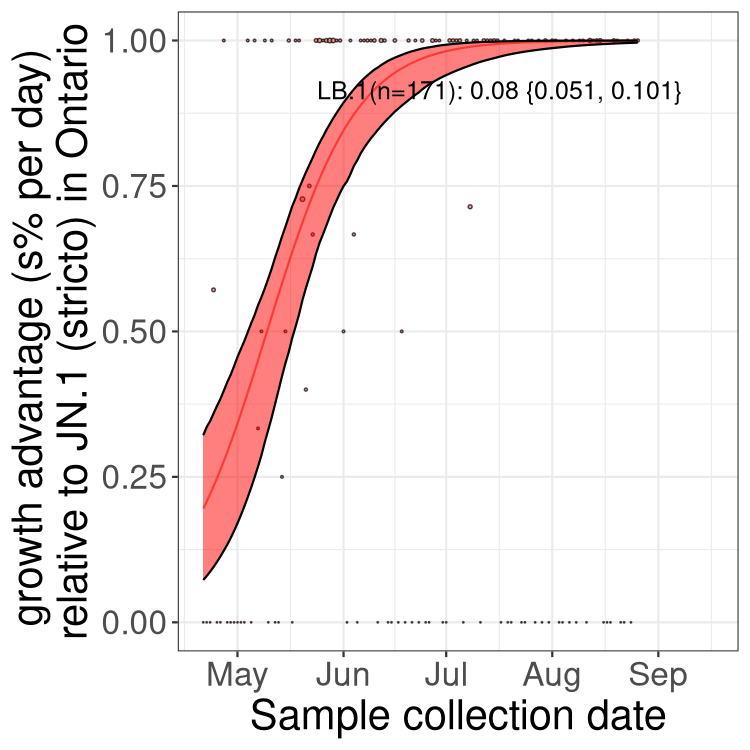 growth advantage (s% per day)
relative to JN.1 (stricto) in Ontario
1.00
0.75
0.50
0.25
0.00
LB.1(n=171): 0.08 {0.051, 0.101}
May Jun Jul Aug Sep
Sample collection date